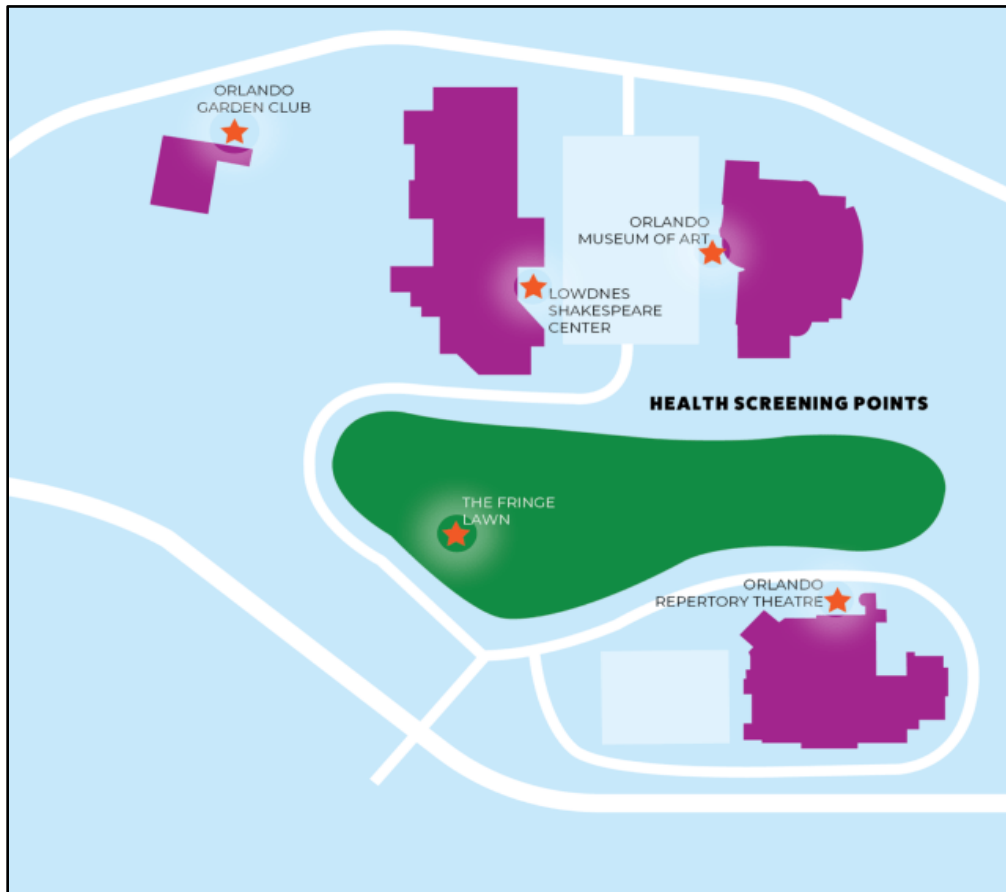 ORLANDO
GARDEN CLUB
ORLANDO
MUSEUM OF ART
LOWDNES
SHAKESPEARE
CENTER
HEALTH SCREENING POINTS
THE FRINGE
LAWN
ORLANDO
REPERTORY THEATRE